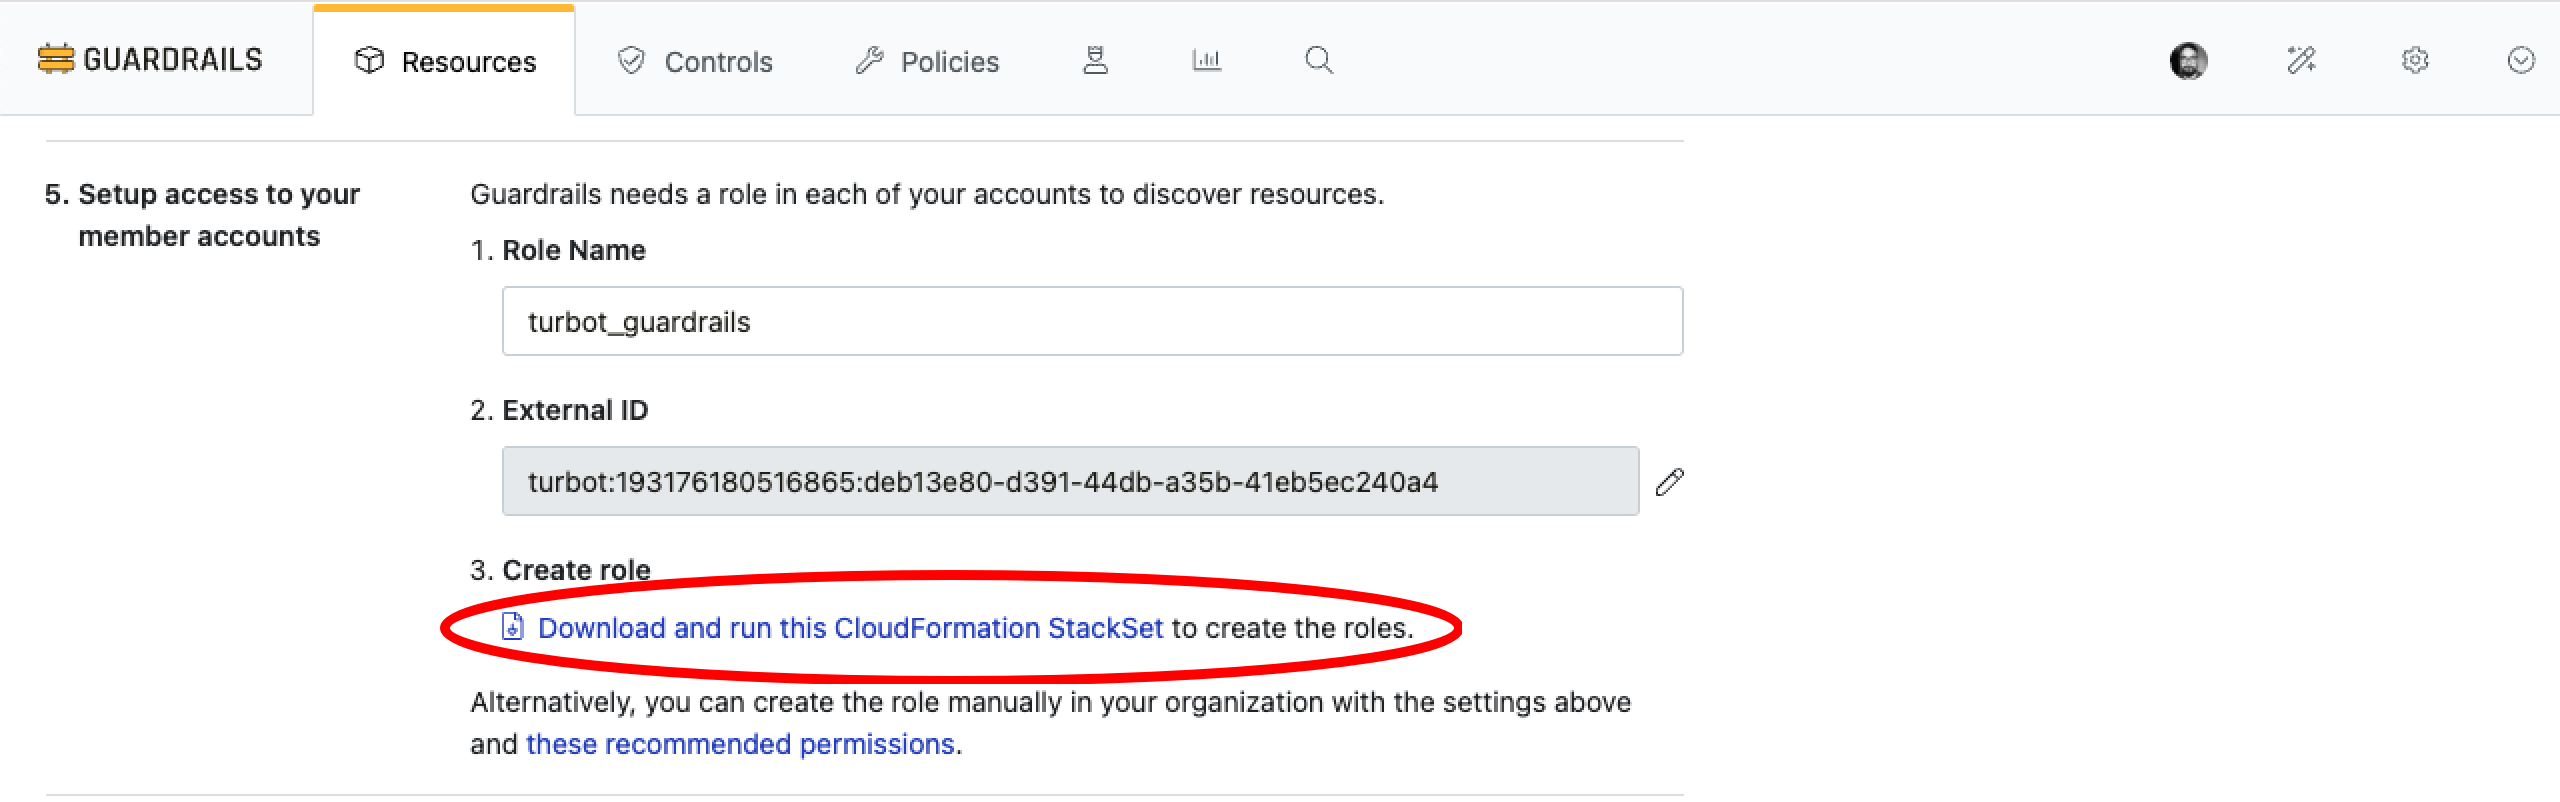 GUARDRAILS
Resources
Controls
Policies
5. Setup access to your
member accounts
Guardrails needs a role in each of your accounts to discover resources.
1. Role Name
turbot_guardrails
2. External ID
turbot:193176180516865:deb13e80-d391-44db-a35b-41eb5ec240a4
3. Create role
Download and run this CloudFormation StackSet to create the roles.
Alternatively, you can create the role manually in your organization with the settings above
and these recommended permissions.